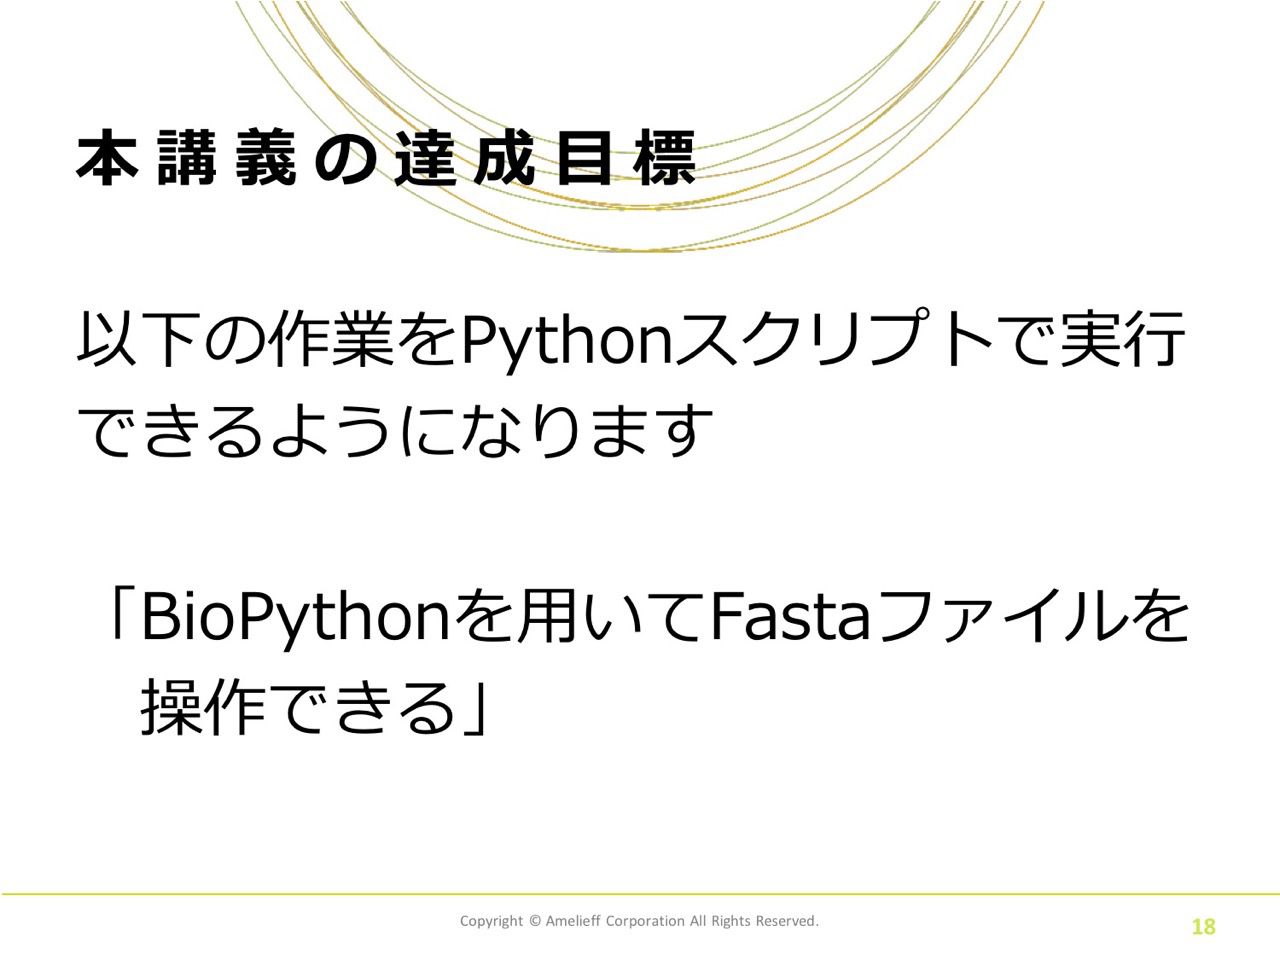 本講義の達成目標
以下の作業をPythonスクリプトで実行
できるようになります
「BioPythonを用いてFastaファイルを
操作できる」
Copyright © Amelieff Corporation All Rights Reserved.
18